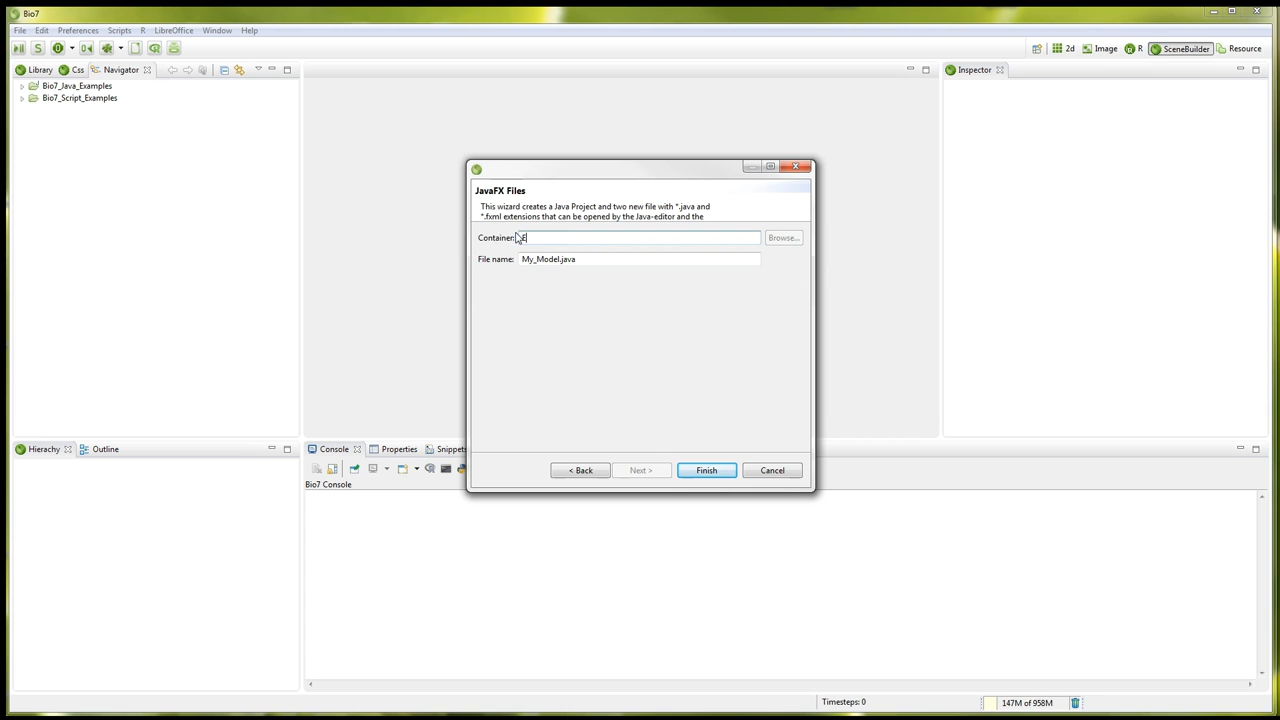 Bio7
File Edit Preferences Scripts R LibreOffice Window Help
2d Image R SceneBuilder Resource
Library Css Navigator
Inspector
Bio7_Java_Examples
Bio7_Script_Examples
JavaFX Files
This wizard creates a Java Project and two new file with *.java and
*.fxml extensions that can be opened by the Java-editor and the
Container: E Browse...
File name: My_Model.java
< Back Next > Finish Cancel
Hierarchy Outline
Console Properties Snippets
Bio7 Console
Timesteps: 0
147M of 958M